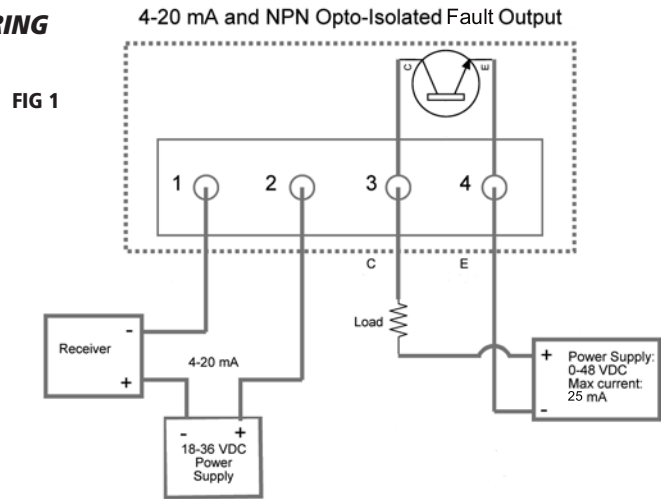 RING
4-20 mA and NPN Opto-Isolated Fault Output
FIG 1
C
E
1
2
3
4
C
E
Receiver
-
+
4-20 mA
Load
-
+
18-36 VDC
Power
Supply
+
-
Power Supply:
0-48 VDC
Max current:
25 mA